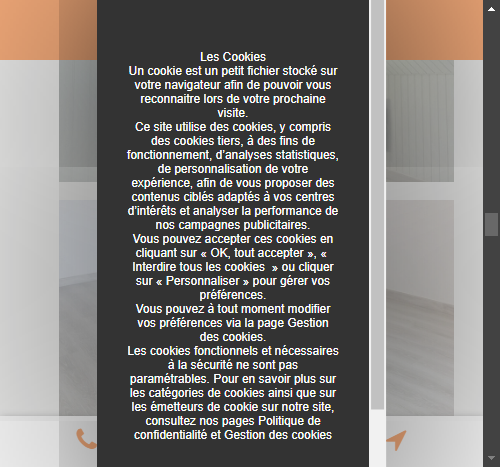 Les Cookies
Un cookie est un petit fichier stocké sur
votre navigateur afin de pouvoir vous
reconnaitre lors de votre prochaine
visite.
Ce site utilise des cookies, y compris
des cookies tiers, à des fins de
fonctionnement, d'analyses statistiques,
de personnalisation de votre
expérience, afin de vous proposer des
contenus ciblés adaptés à vos centres
d'intérêts et analyser la performance de
nos campagnes publicitaires.
Vous pouvez accepter ces cookies en
cliquant sur « OK, tout accepter », «
Interdire tous les cookies  » ou cliquer
sur « Personnaliser » pour gérer vos
préférences.
Vous pouvez à tout moment modifier
vos préférences via la page Gestion
des cookies.
Les cookies fonctionnels et nécessaires
à la sécurité ne sont pas
paramétrables. Pour en savoir plus sur
les catégories de cookies ainsi que sur
les émetteurs de cookie sur notre site,
consultez nos pages Politique de
confidentialité et Gestion des cookies